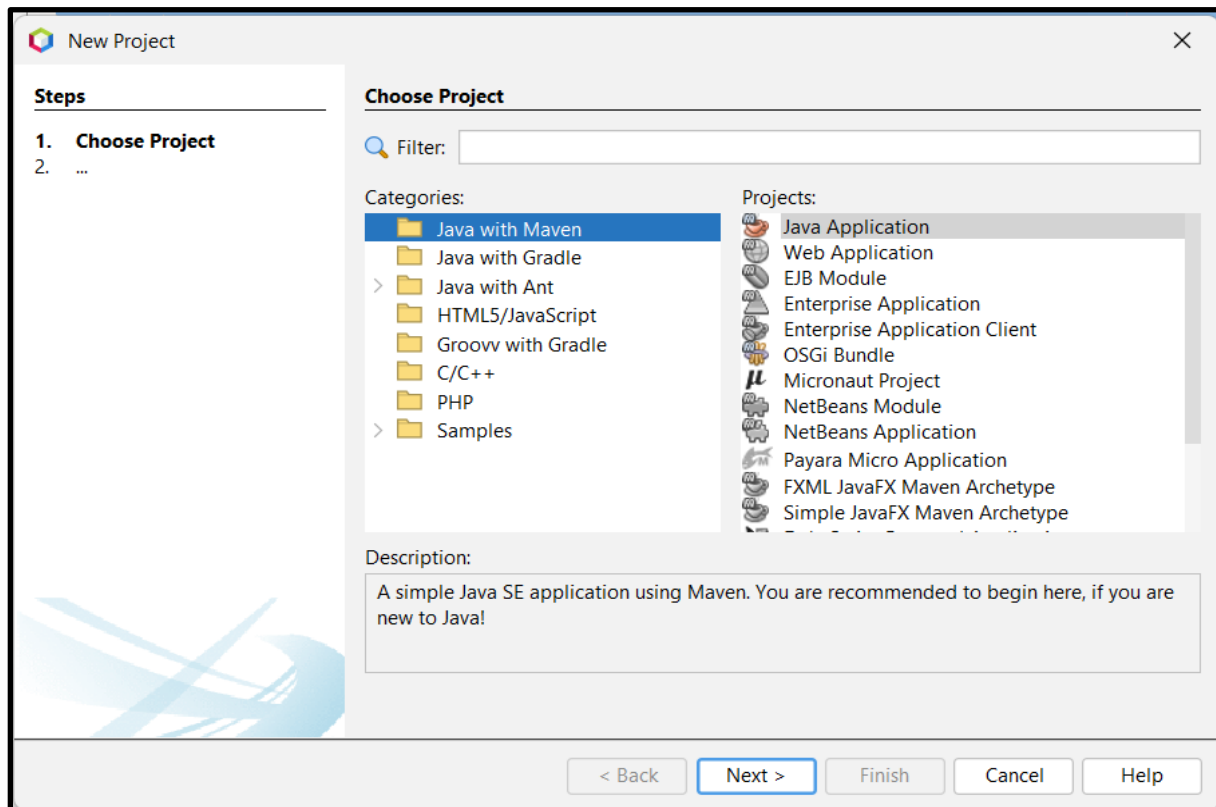 New Project
Steps
1. Choose Project
2. ...
Choose Project
Filter:
Categories:
Java with Maven
Java with Gradle
Java with Ant
HTML5/JavaScript
Groovv with Gradle
C/C++
PHP
Samples
Projects:
Java Application
Web Application
EJB Module
Enterprise Application
Enterprise Application Client
OSGi Bundle
Micronaut Project
NetBeans Module
NetBeans Application
Payara Micro Application
FXML JavaFX Maven Archetype
Simple JavaFX Maven Archetype
Description:
A simple Java SE application using Maven. You are recommended to begin here, if you are
new to Java!
< Back
Next >
Finish
Cancel
Help